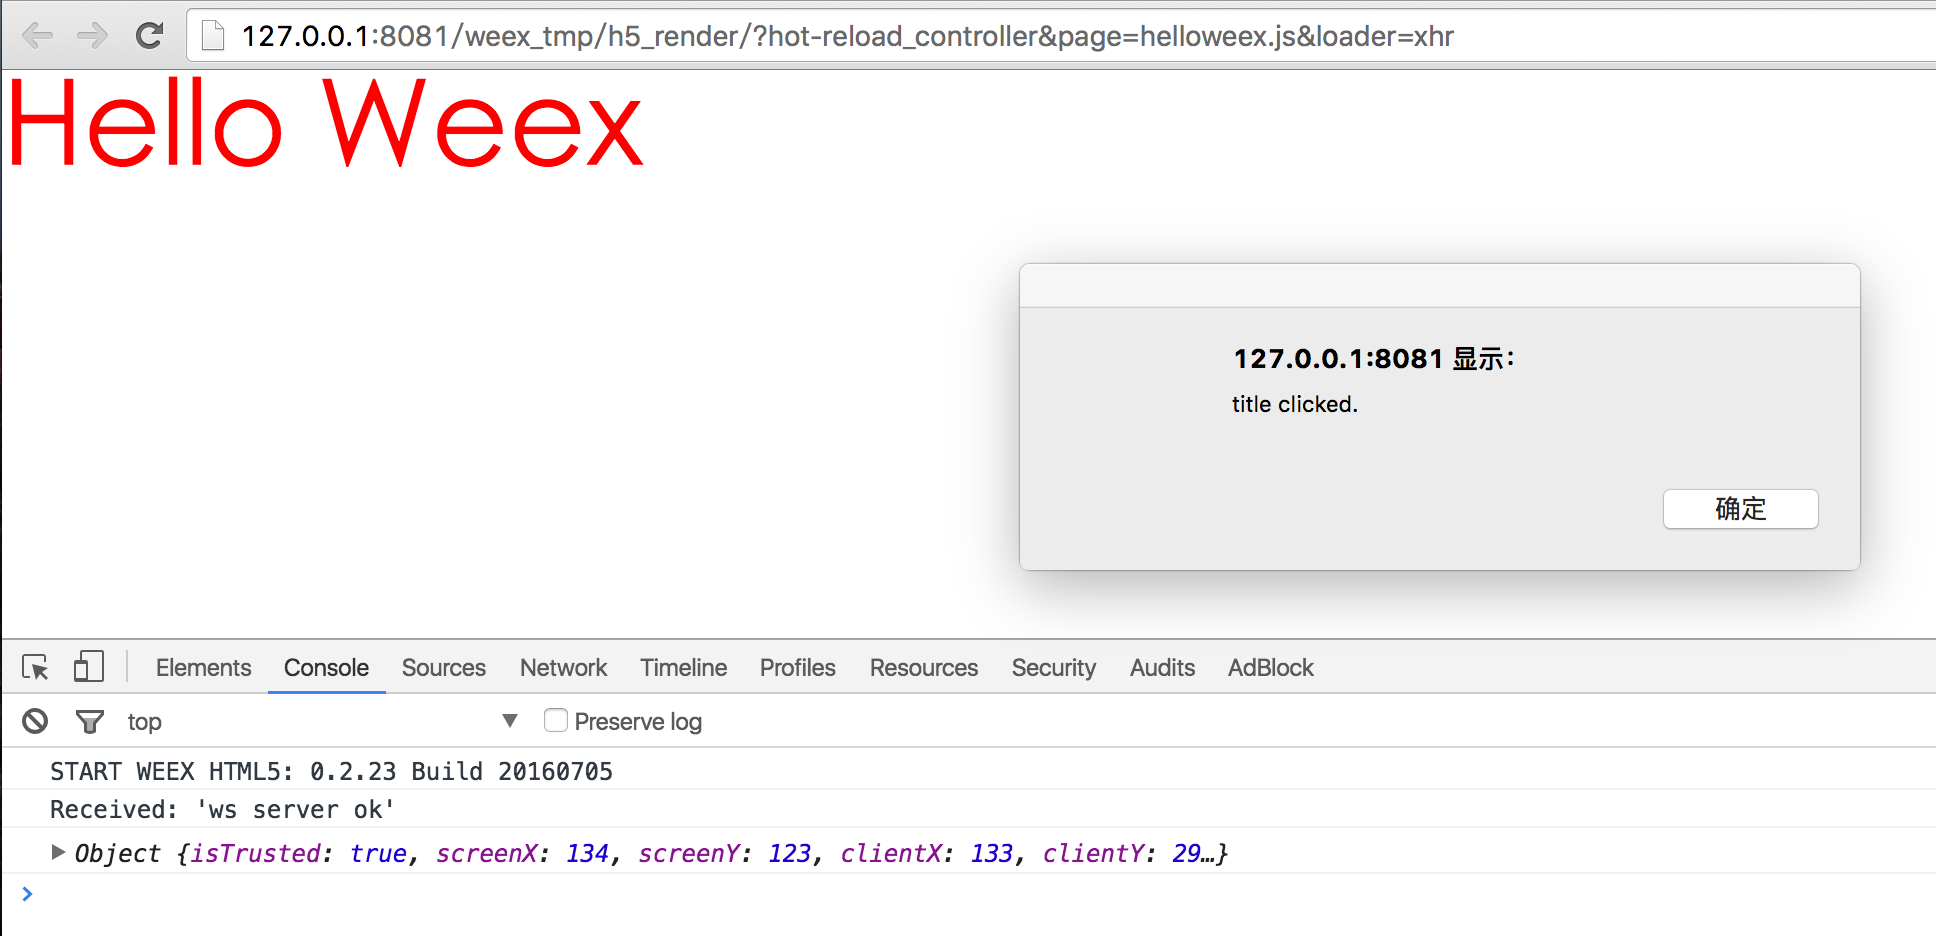 127.0.0.1:8081/weex_tmp/h5_render/?hot-reload_controller&page=helloweex.js&loader=xhr
Hello Weex
127.0.0.1:8081 显示：
title clicked.
确定
Elements Console Sources Network Timeline Profiles Resources Security Audits AdBlock
top Preserve log
START WEEX HTML5: 0.2.23 Build 20160705
Received: 'ws server ok'
Object {isTrusted: true, screenX: 134, screenY: 123, clientX: 133, clientY: 29…}